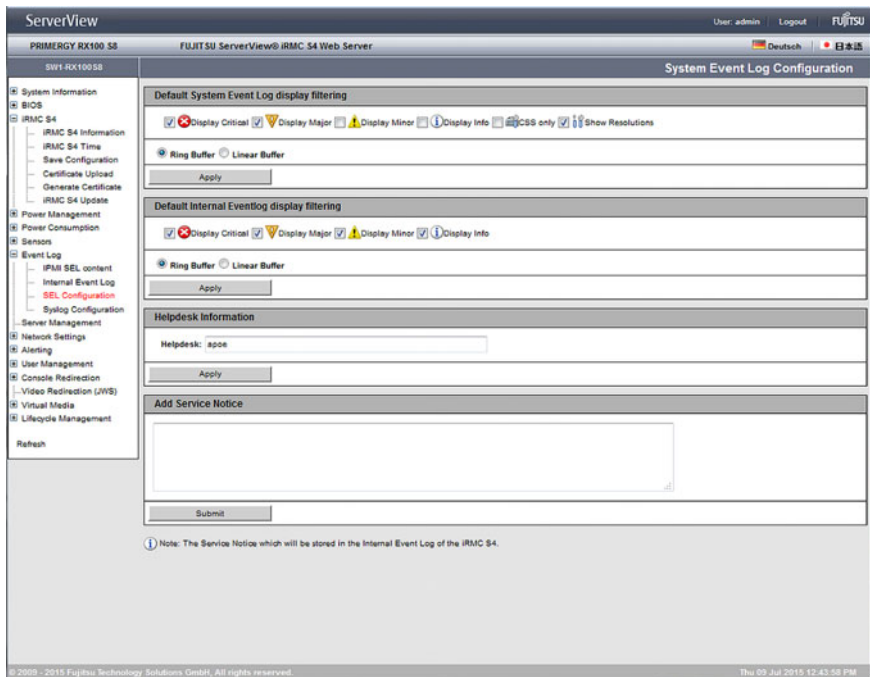 ServerView
User: admin Logout FUJITSU
PRIMERGY RX100 S8 FUJITSU ServerView® iRMC S4 Web Server Deutsch 日本語
SW1-RX100S8 System Event Log Configuration
System Information
BIOS
iRMC S4
iRMC S4 Information
iRMC S4 Time
Save Configuration
Certificate Upload
Generate Certificate
iRMC S4 Update
Power Management
Power Consumption
Sensors
Event Log
IPMI SEL content
Internal Event Log
SEL Configuration
Syslog Configuration
Server Management
Network Settings
Alerting
User Management
Console Redirection
Video Redirection (JWS)
Virtual Media
Lifecycle Management
Refresh
Default System Event Log display filtering
Display Critical Display Major Display Minor Display Info CSS only Show Resolutions
Ring Buffer Linear Buffer
Apply
Default Internal Eventlog display filtering
Display Critical Display Major Display Minor Display Info
Ring Buffer Linear Buffer
Apply
Helpdesk Information
Helpdesk: apoe
Apply
Add Service Notice
Submit
Note: The Service Notice which will be stored in the Internal Event Log of the iRMC S4.
© 2009 - 2015 Fujitsu Technology Solutions GmbH, All rights reserved. Thu 09 Jul 2015 12:43:58 PM